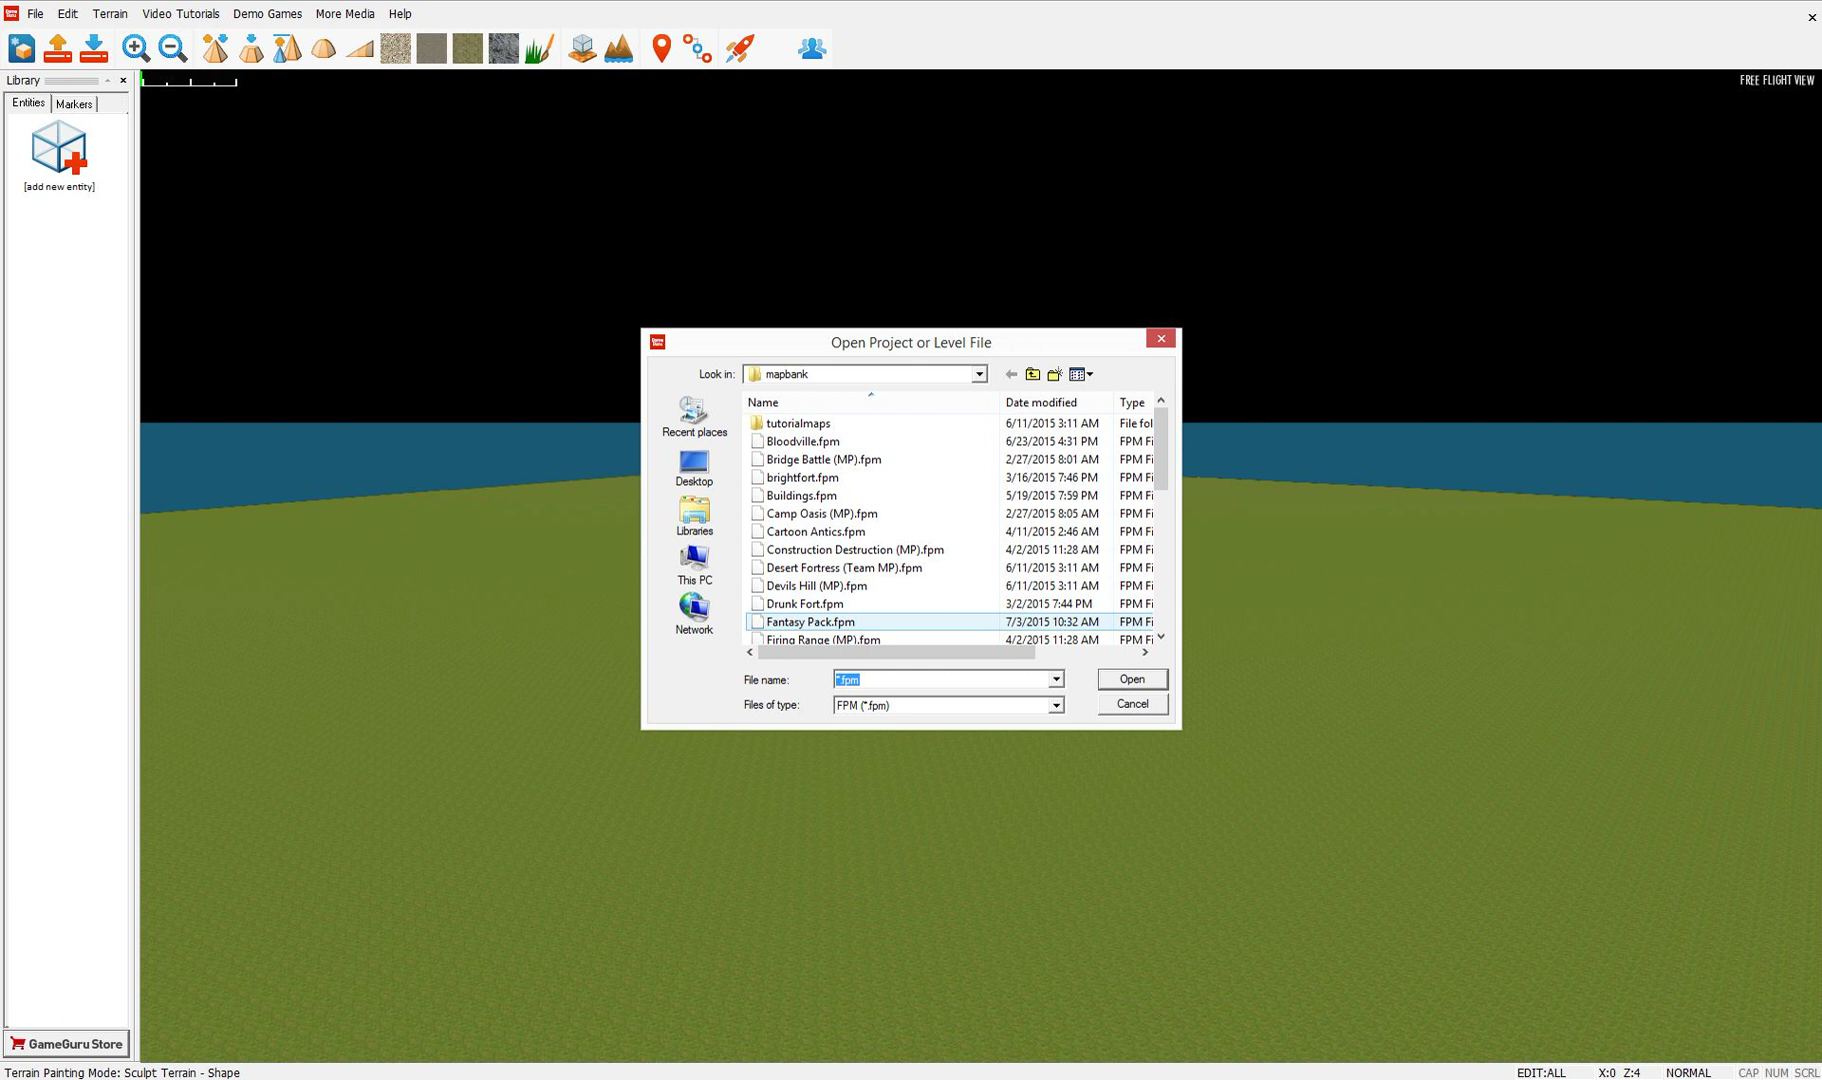 File Edit Terrain Video Tutorials Demo Games More Media Help
Library
Entities Markers
[add new entity]
FREE FLIGHT VIEW
Open Project or Level File
Look in: mapbank
Recent places
Desktop
Libraries
This PC
Network
Name Date modified Type
tutorialmaps 6/11/2015 3:11 AM File fol
Bloodville.fpm 6/23/2015 4:31 PM FPM Fi
Bridge Battle (MP).fpm 2/27/2015 8:01 AM FPM Fi
brightfort.fpm 3/16/2015 7:46 PM FPM Fi
Buildings.fpm 5/19/2015 7:59 PM FPM Fi
Camp Oasis (MP).fpm 2/27/2015 8:05 AM FPM Fi
Cartoon Antics.fpm 4/11/2015 2:46 AM FPM Fi
Construction Destruction (MP).fpm 4/2/2015 11:28 AM FPM Fi
Desert Fortress (Team MP).fpm 6/11/2015 3:11 AM FPM Fi
Devils Hill (MP).fpm 6/11/2015 3:11 AM FPM Fi
Drunk Fort.fpm 3/2/2015 7:44 PM FPM Fi
Fantasy Pack.fpm 7/3/2015 10:32 AM FPM Fi
Firing Range (MP).fpm 4/2/2015 11:28 AM FPM Fi
File name: *.fpm Open
Files of type: FPM (*.fpm) Cancel
GameGuru Store
Terrain Painting Mode: Sculpt Terrain - Shape EDIT:ALL X:0 Z:4 NORMAL CAP NUM SCRL